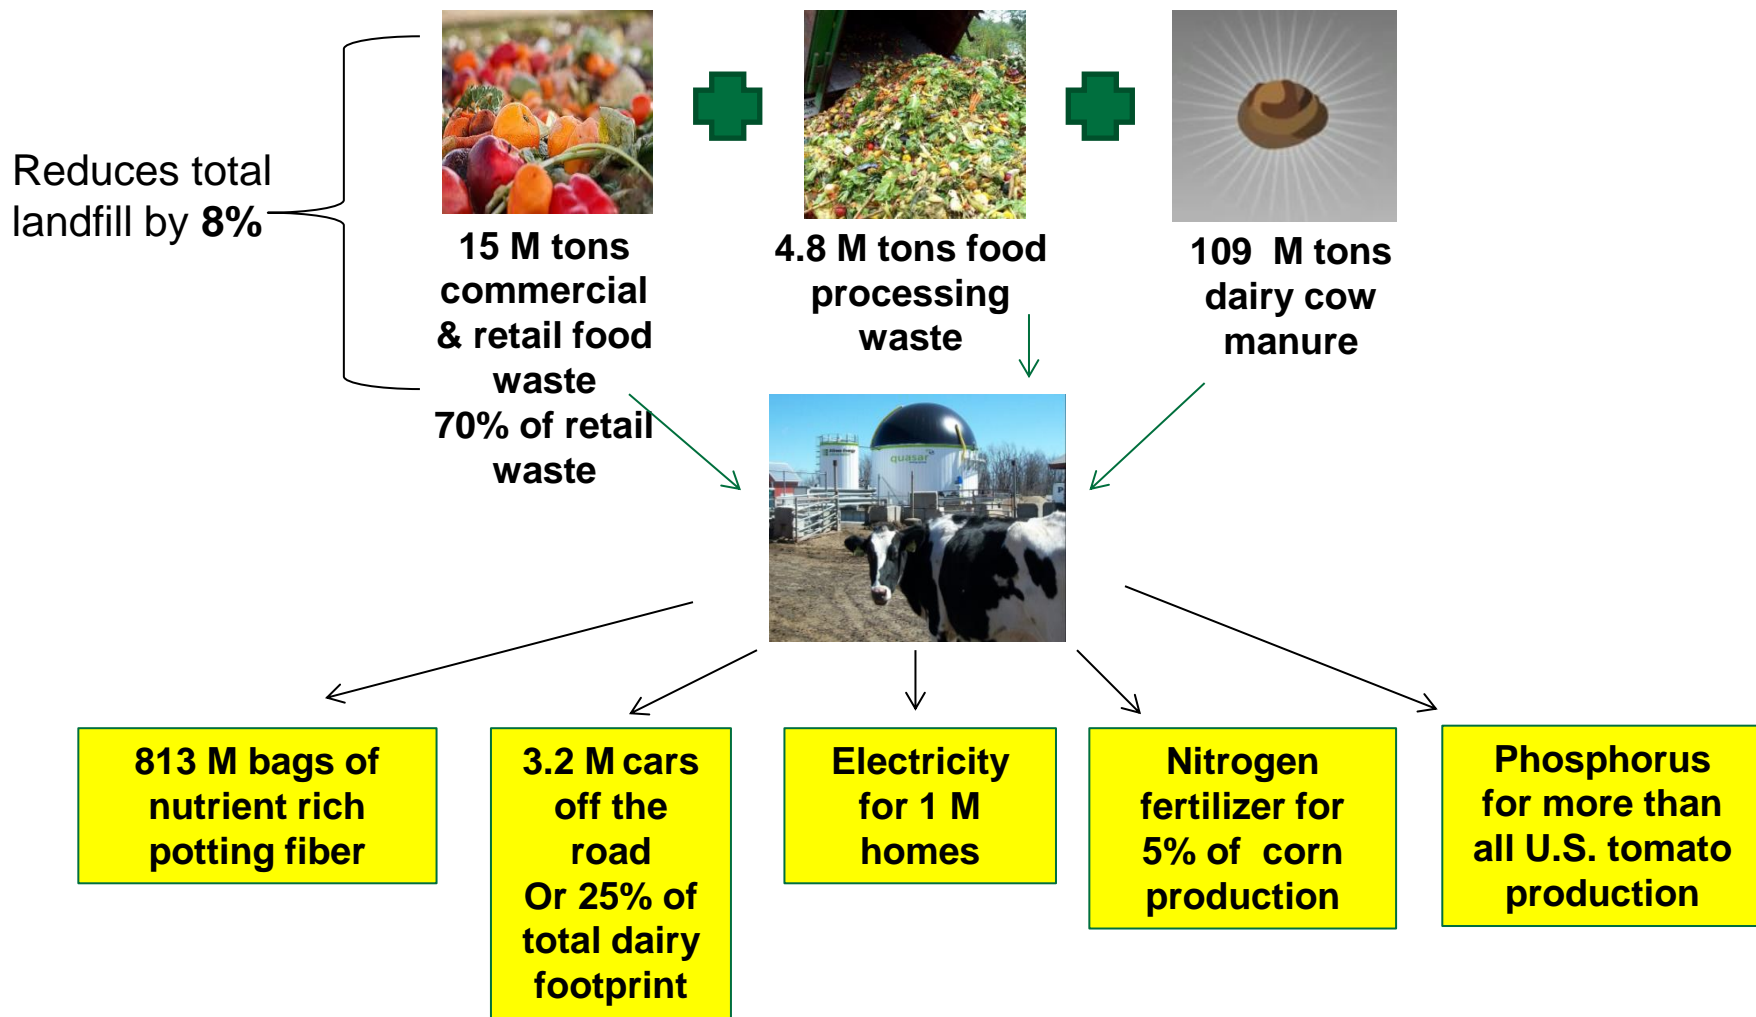 Reduces total
landfill by 8%
15 M tons
commercial
& retail food
waste
70% of retail
waste
4.8 M tons food
processing
waste
109 M tons
dairy cow
manure
quasar
813 M bags of
nutrient rich
potting fiber
3.2 M cars
off the
road
Or 25% of
total dairy
footprint
Electricity
for 1 M
homes
Nitrogen
fertilizer for
5% of corn
production
Phosphorus
for more than
all U.S. tomato
production